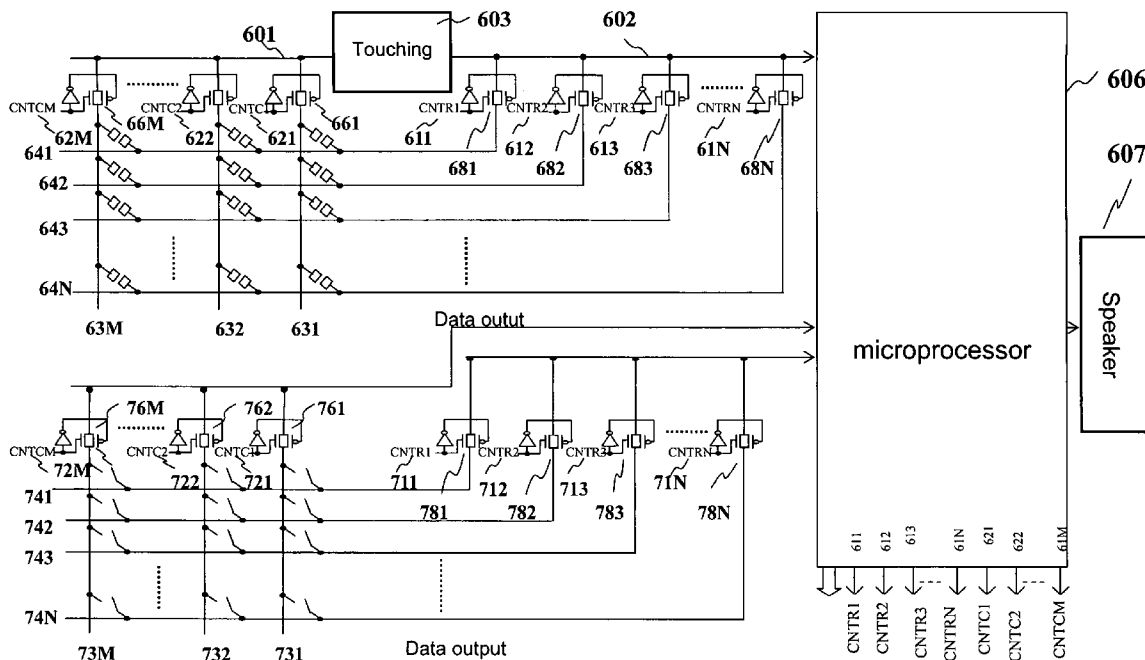 601
Touching
603
602
606
CNTCM
CNTC2
CNTC1
CNTR1
CNTR2
CNTR3
CNTRN
62M
66M
622
621
661
611
681
612
682
613
683
61N
68N
641
642
643
64N
63M
632
631
Data outut
microprocessor
607
Speaker
76M
762
761
CNTCM
CNTC2
CNTC1
CNTR1
CNTR2
CNTR3
CNTRN
72M
722
721
711
712
713
71N
741
742
743
74N
781
782
783
78N
73M
732
731
Data output
611
612
613
61N
621
622
61M
CNTR1
CNTR2
CNTR3
CNTRN
CNTC1
CNTC2
CNTCM